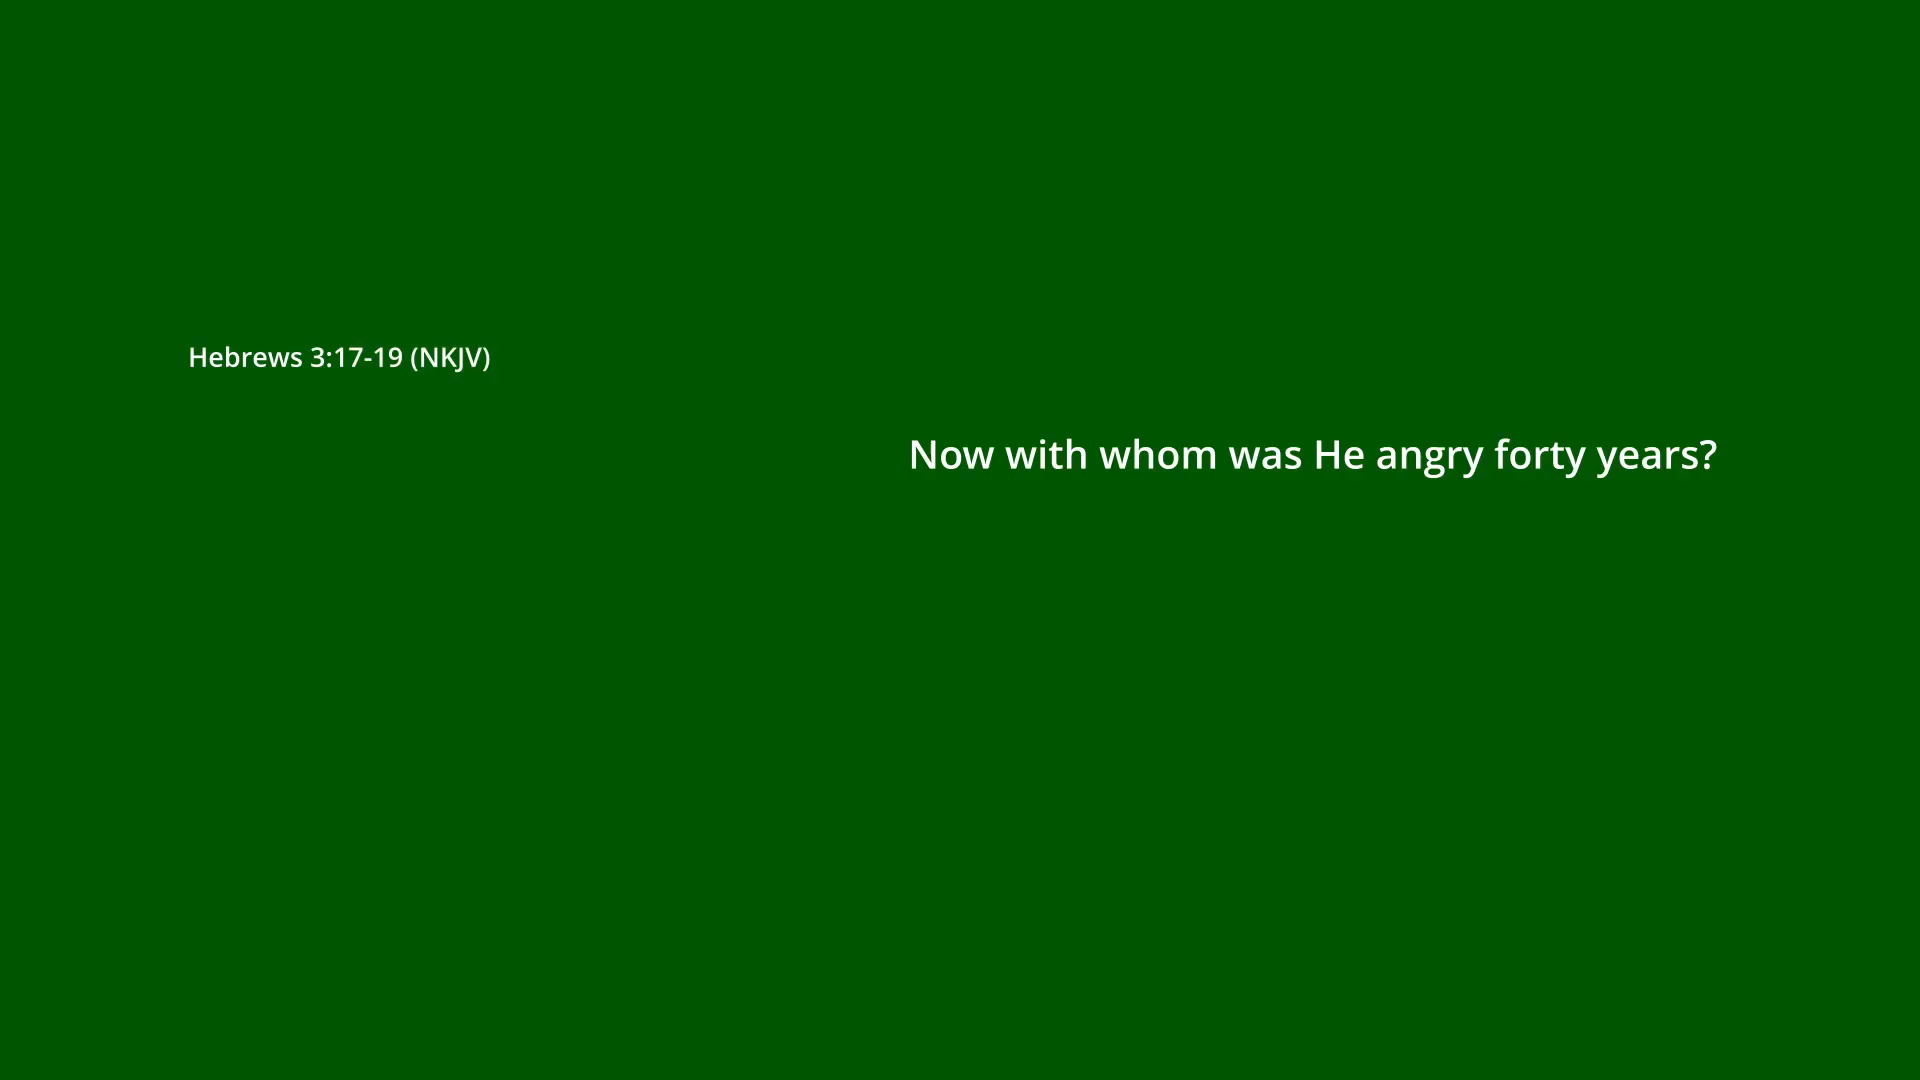 Hebrews 3:17-19 (NKJV)
Now with whom was He angry forty years?